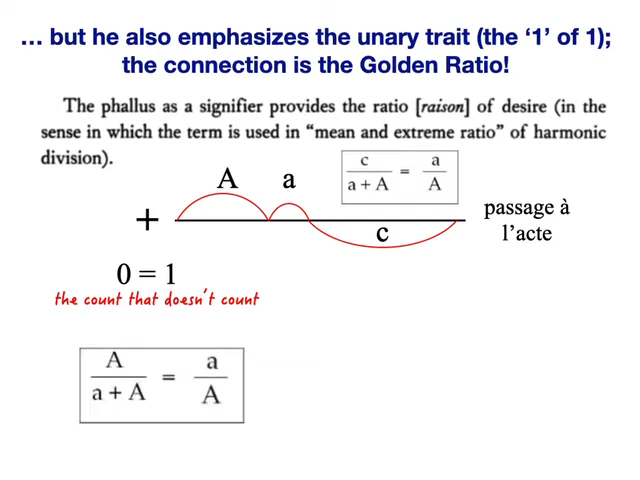 … but he also emphasizes the unary trait (the ‘1’ of 1);
the connection is the Golden Ratio!
The phallus as a signifier provides the ratio [raison] of desire (in the
sense in which the term is used in “mean and extreme ratio” of harmonic
division).
A a
c / a + A = a / A
+
c
passage à
l’acte
0 = 1
the count that doesn’t count
A / a + A = a / A